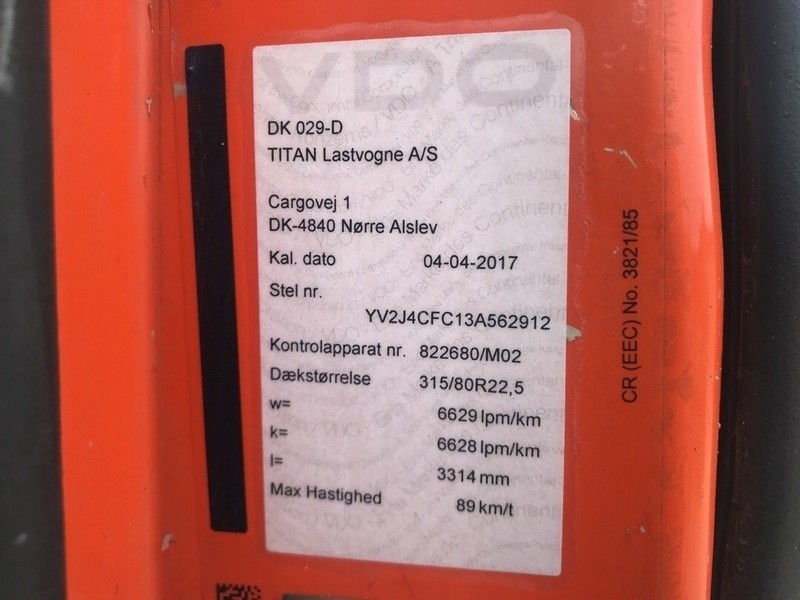 VDO
DK 029-D
TITAN Lastvogne A/S
Cargovej 1
DK-4840 Nørre Alslev
Kal. dato 04-04-2017
Stel nr.
YV2J4CFC13A562912
Kontrolapparat nr. 822680/M02
Dækstørrelse 315/80R22,5
w= 6629 lpm/km
k= 6628 lpm/km
l= 3314 mm
Max Hastighed 89 km/t
CR (EEC) No. 3821/85